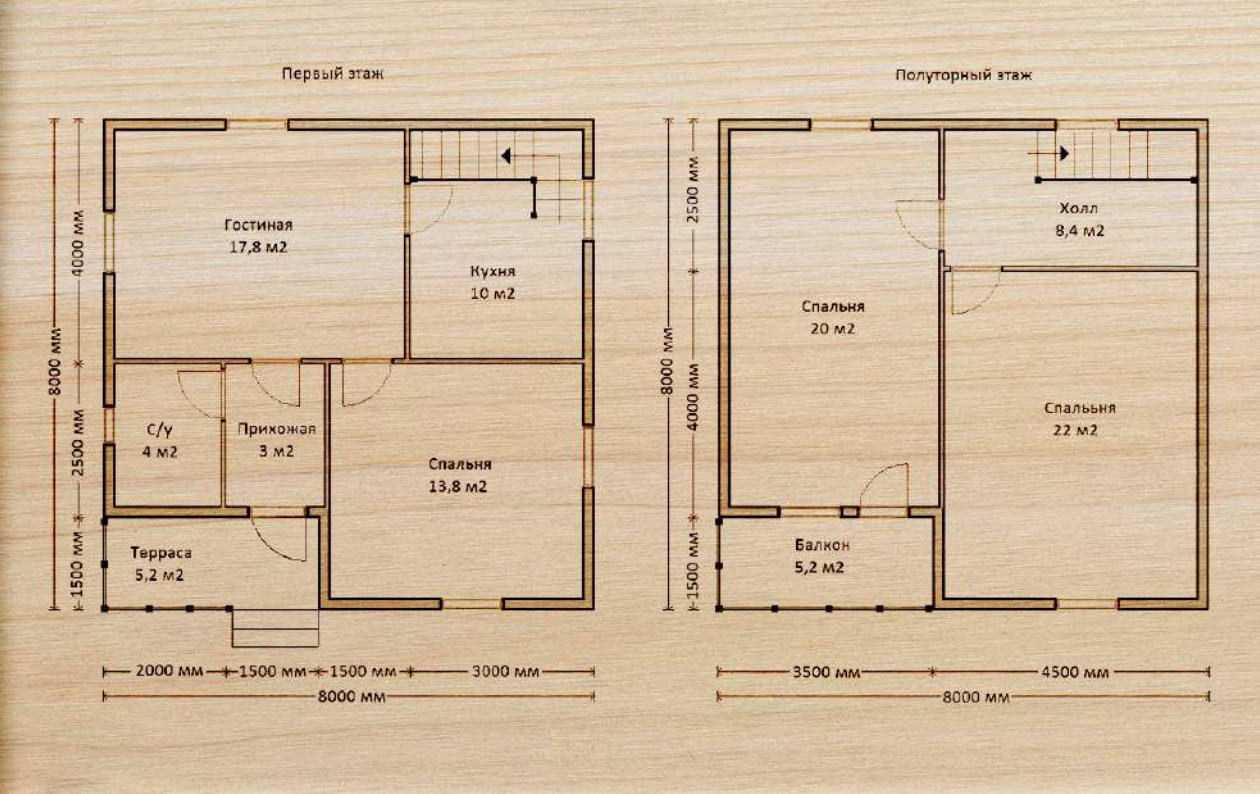 Первый этаж
Гостиная
17,8 м2
Кухня
10 м2
С/у
4 м2
Прихожая
3 м2
Спальня
13,8 м2
Терраса
5,2 м2
8000 мм
4000 мм
2500 мм
1500 мм
2000 мм
1500 мм
1500 мм
3000 мм
8000 мм
Полуторный этаж
Холл
8,4 м2
Спальня
20 м2
Спалььня
22 м2
Балкон
5,2 м2
8000 мм
2500 мм
4000 мм
1500 мм
3500 мм
4500 мм
8000 мм